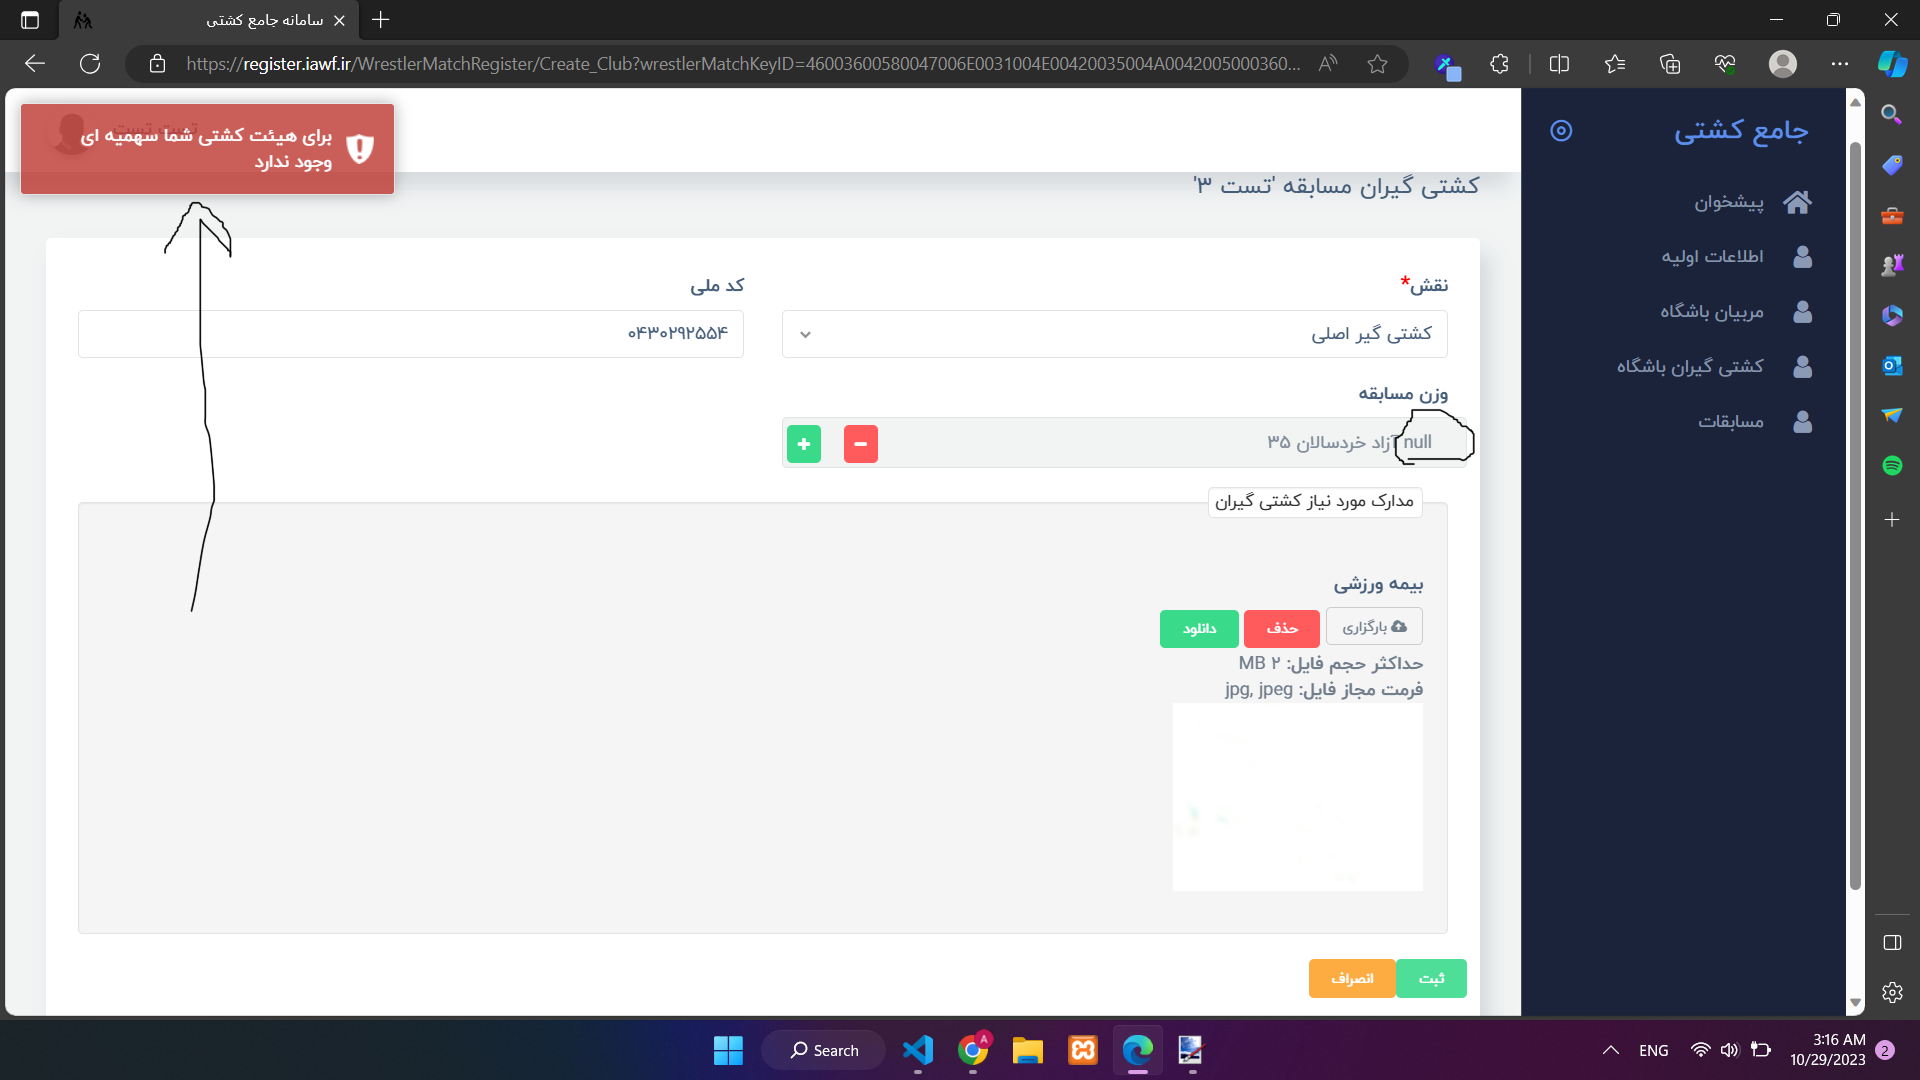 سامانه جامع کشتی
https://register.iawf.ir/WrestlerMatchRegister/Create_Club?wrestlerMatchKeyID=46003600580047006E0031004E00420035004A0042005000360...
جامع کشتی
پیشخوان
اطلاعات اولیه
مربیان باشگاه
کشتی گیران باشگاه
مسابقات
برای هیئت کشتی شما سهمیه ای
وجود ندارد
کشتی گیران مسابقه 'تست ۳'
نقش*
کد ملی
کشتی گیر اصلی
۰۴۳۰۲۹۲۵۵۴
وزن مسابقه
null آزاد خردسالان ۳۵
مدارک مورد نیاز کشتی گیران
بیمه ورزشی
بارگزاری
حذف
دانلود
حداکثر حجم فایل: ۲ MB
فرمت مجاز فایل: jpg, jpeg
ثبت
انصراف
Search
A
ENG
3:16 AM
10/29/2023
2